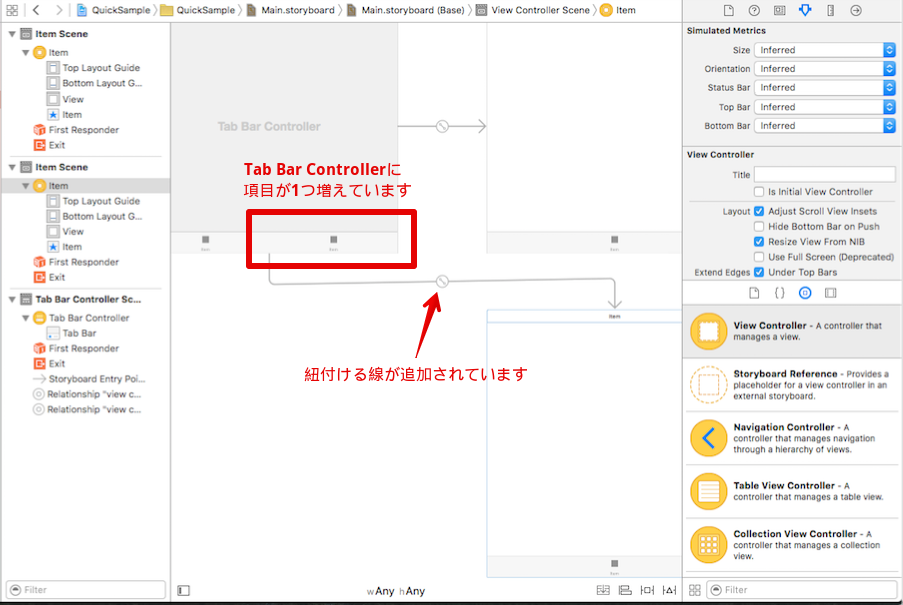 QuickSample 〉 QuickSample 〉 Main.storyboard 〉 Main.storyboard (Base) 〉 View Controller Scene 〉 Item
Item Scene
Item
Top Layout Guide
Bottom Layout G...
View
Item
First Responder
Exit
Item Scene
Item
Top Layout Guide
Bottom Layout G...
View
Item
First Responder
Exit
Tab Bar Controller Sc...
Tab Bar Controller
Tab Bar
First Responder
Exit
Storyboard Entry Poi...
Relationship "view c...
Relationship "view c...
Filter
Tab Bar Controller
Tab Bar Controllerに
項目が1つ増えています
Item
Item
Item
Item
紐付ける線が追加されています
Item
wAny hAny
Simulated Metrics
Size Inferred
Orientation Inferred
Status Bar Inferred
Top Bar Inferred
Bottom Bar Inferred
View Controller
Title
Is Initial View Controller
Layout Adjust Scroll View Insets
Hide Bottom Bar on Push
Resize View From NIB
Use Full Screen (Deprecated)
Extend Edges Under Top Bars
{ }
View Controller - A controller that
manages a view.
Storyboard Reference - Provides a
placeholder for a view controller in an
external storyboard.
Navigation Controller - A
controller that manages navigation
through a hierarchy of views.
Table View Controller - A
controller that manages a table view.
Collection View Controller - A
controller that manages a collection
view.
Filter